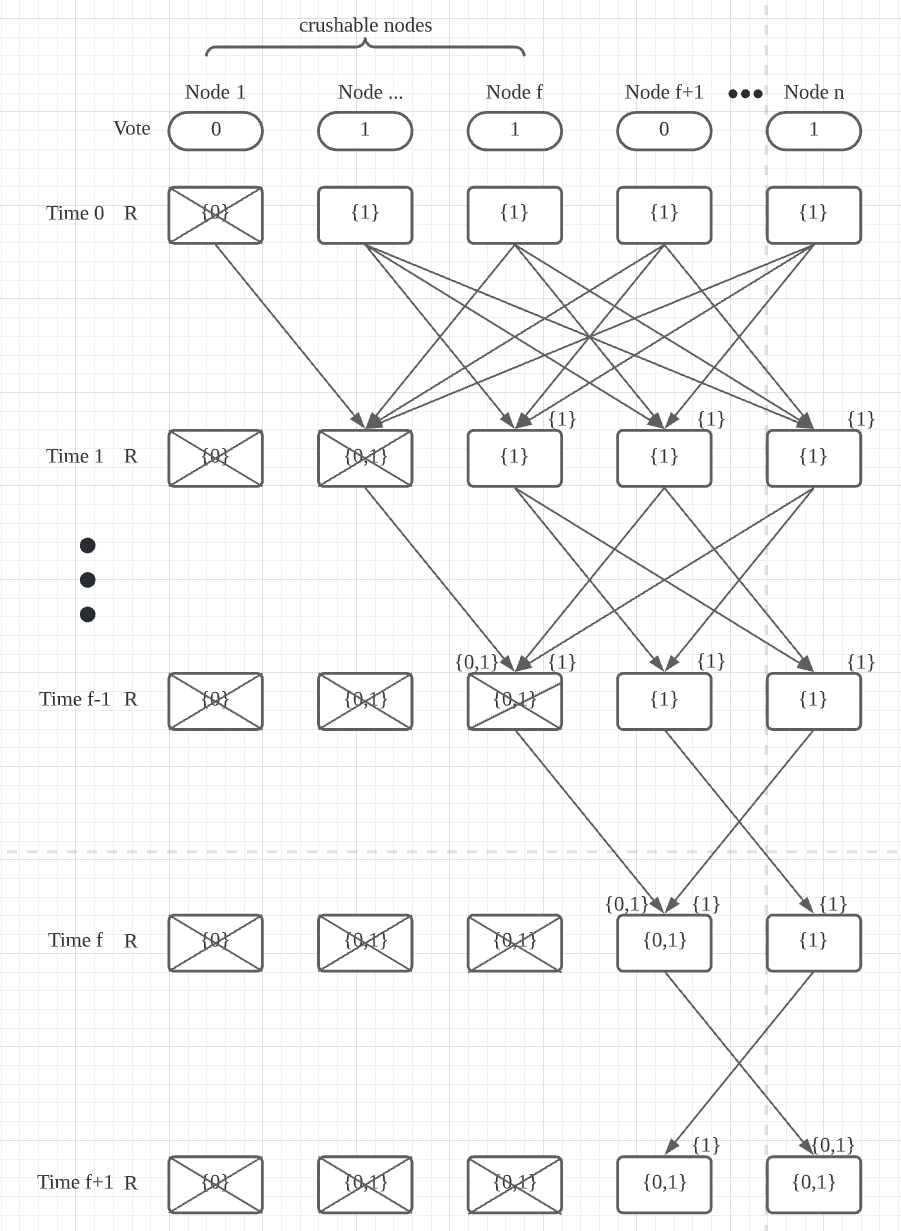 crushable nodes
Node 1 Node ... Node f Node f+1 Node n
Vote 0 1 1 0 1
Time 0 R {0} {1} {1} {1} {1}
{1} {1} {1}
Time 1 R {0} {0,1} {1} {1} {1}
{0,1} {1} {1} {1}
Time f-1 R {0} {0,1} {0,1} {1} {1}
{0,1} {1} {1}
Time f R {0} {0,1} {0,1} {0,1} {1}
{1} {0,1}
Time f+1 R {0} {0,1} {0,1} {0,1} {0,1}